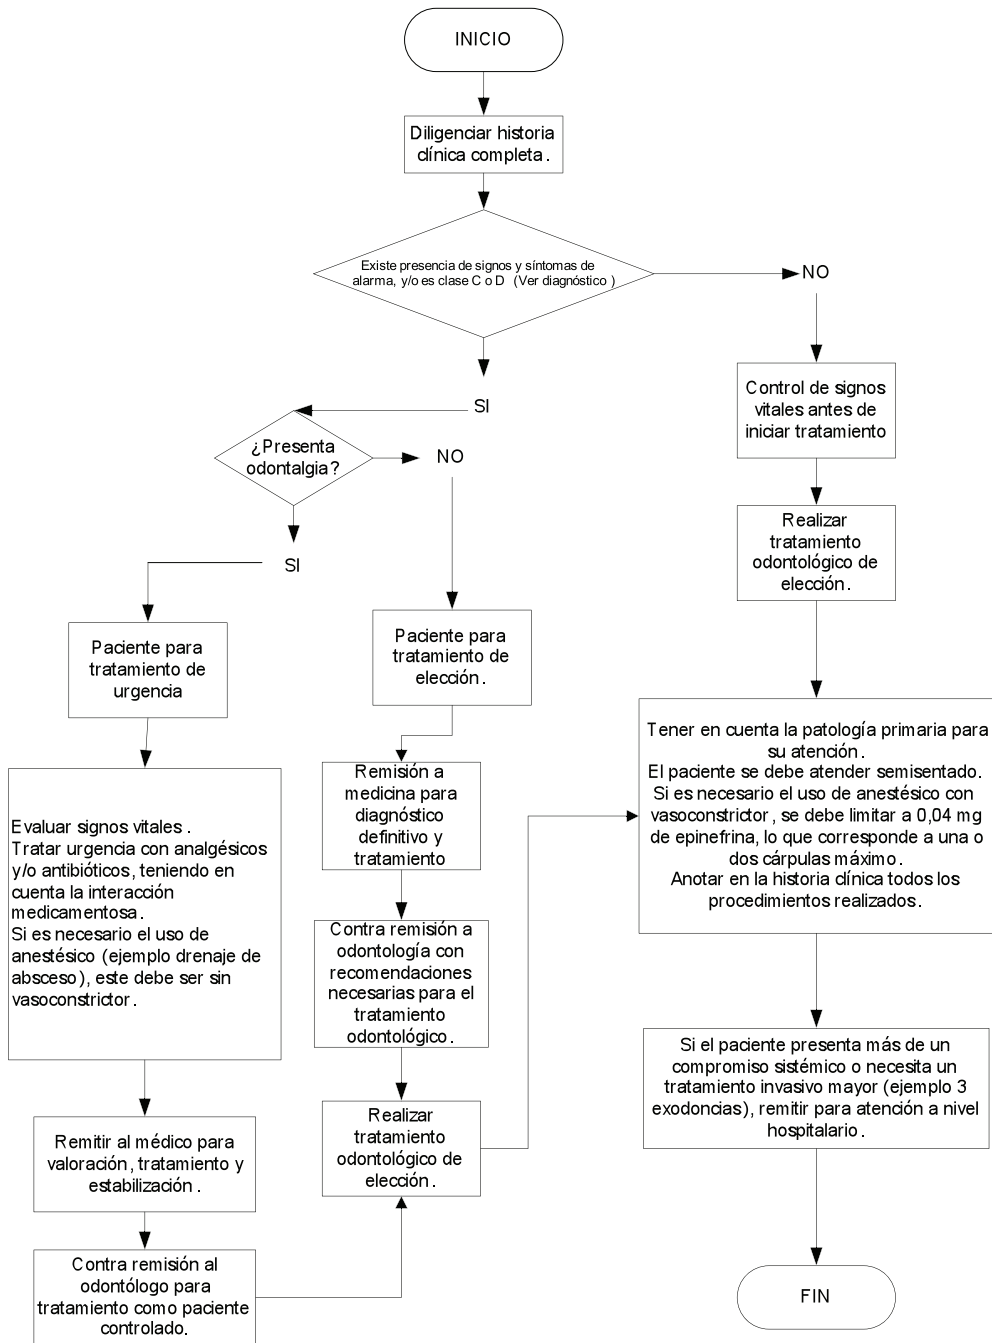 INICIO
Diligenciar historia
clínica completa.
Existe presencia de signos y síntomas de
alarma, y/o es clase C o D (Ver diagnóstico)
NO
SI
Control de signos
vitales antes de
iniciar tratamiento
¿Presenta
odontalgia?
NO
SI
Realizar
tratamiento
odontológico de
elección.
Paciente para
tratamiento de
urgencia
Paciente para
tratamiento de
elección.
Evaluar signos vitales.
Tratar urgencia con analgésicos
y/o antibióticos, teniendo en
cuenta la interacción
medicamentosa.
Si es necesario el uso de
anestésico (ejemplo drenaje de
absceso), este debe ser sin
vasoconstrictor.
Remisión a
medicina para
diagnóstico
definitivo y
tratamiento
Tener en cuenta la patología primaria para
su atención.
El paciente se debe atender semisentado.
Si es necesario el uso de anestésico con
vasoconstrictor, se debe limitar a 0,04 mg
de epinefrina, lo que corresponde a una o
dos cárpulas máximo.
Anotar en la historia clínica todos los
procedimientos realizados.
Contra remisión a
odontología con
recomendaciones
necesarias para el
tratamiento
odontológico.
Si el paciente presenta más de un
compromiso sistémico o necesita un
tratamiento invasivo mayor (ejemplo 3
exodoncias), remitir para atención a nivel
hospitalario.
Remitir al médico para
valoración, tratamiento y
estabilización.
Realizar
tratamiento
odontológico de
elección.
Contra remisión al
odontólogo para
tratamiento como paciente
controlado.
FIN